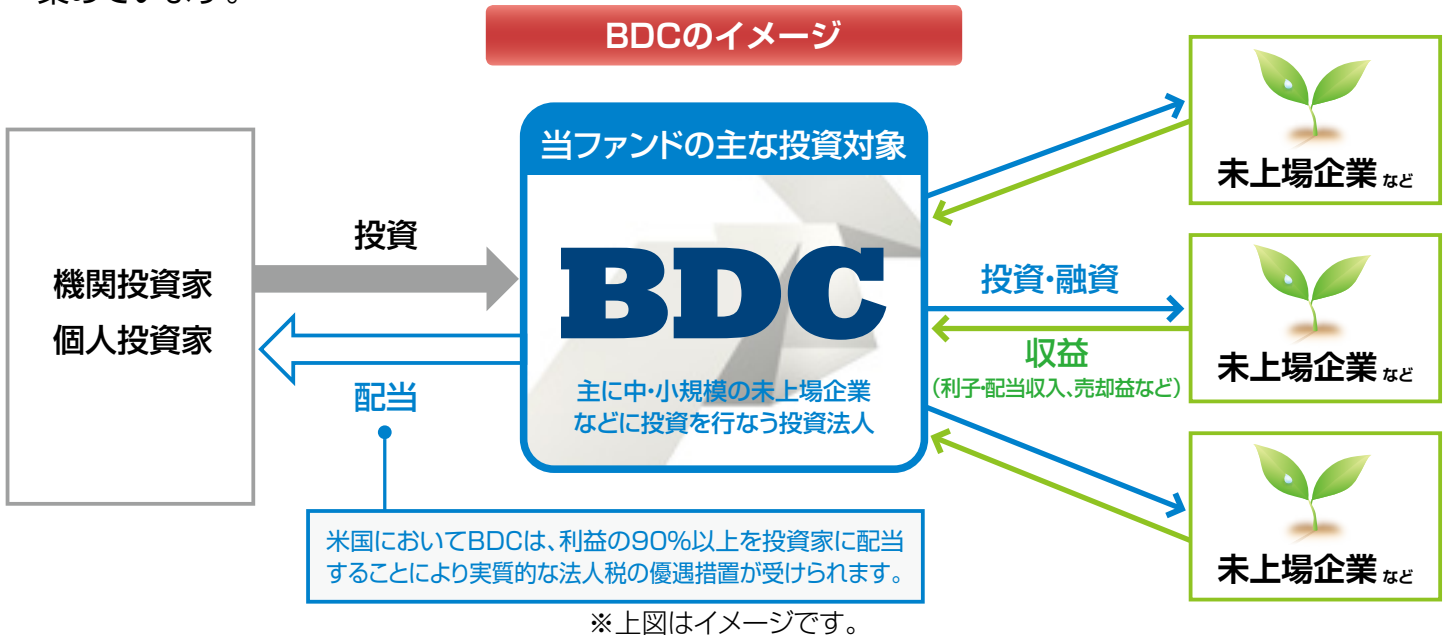 BDCのイメージ
機関投資家
個人投資家
投資
配当
当ファンドの主な投資対象
BDC
主に中・小規模の未上場企業
などに投資を行なう投資法人
投資・融資
収益
(利子・配当収入、売却益など)
未上場企業 など
未上場企業 など
未上場企業 など
米国においてBDCは、利益の90%以上を投資家に配当
することにより実質的な法人税の優遇措置が受けられます。
※上図はイメージです。